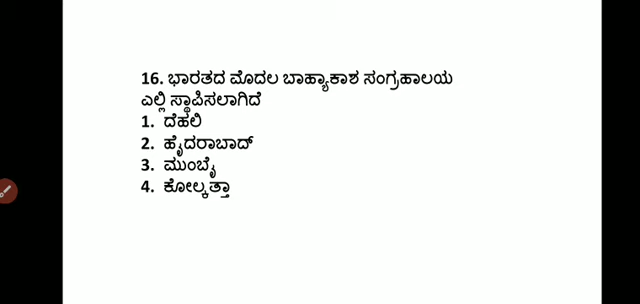 16. ಭಾರತದ ಮೊದಲ ಬಾಹ್ಯಾಕಾಶ ಸಂಗ್ರಹಾಲಯ
ಎಲ್ಲಿ ಸ್ಥಾಪಿಸಲಾಗಿದೆ
1. ದೆಹಲಿ
2. ಹೈದರಾಬಾದ್
3. ಮುಂಬೈ
4. ಕೋಲ್ಕತ್ತಾ